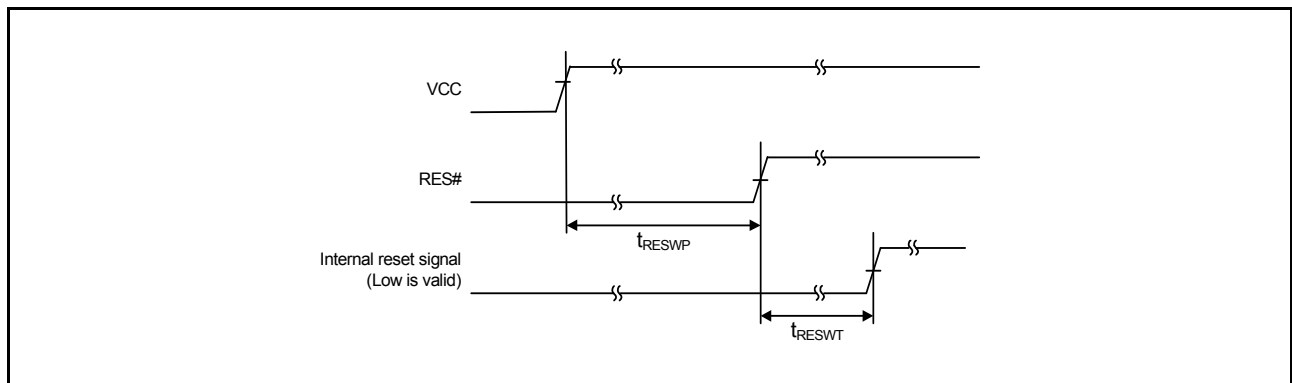 VCC
RES#
tRESWP
Internal reset signal
(Low is valid)
tRESWT